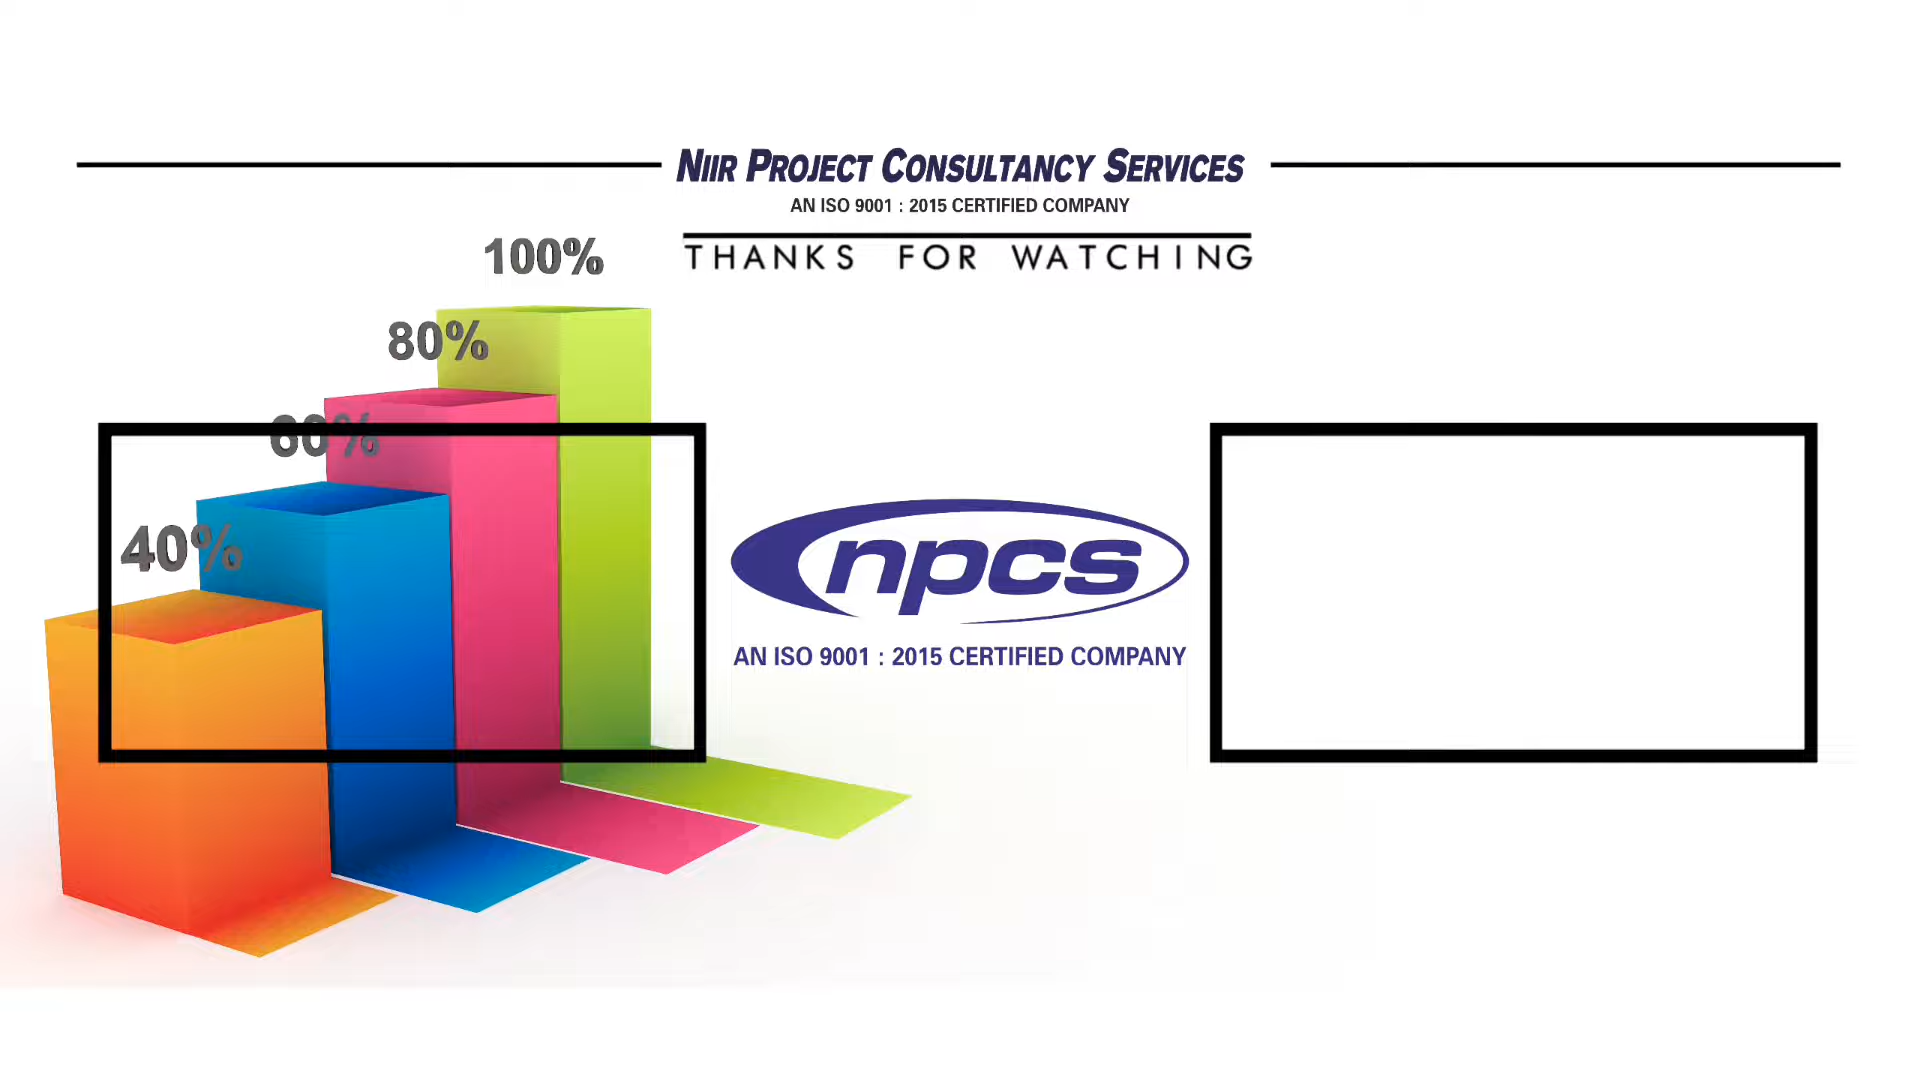 NIIR PROJECT CONSULTANCY SERVICES
AN ISO 9001 : 2015 CERTIFIED COMPANY
THANKS FOR WATCHING
100%
80%
60%
40%
npcs
AN ISO 9001 : 2015 CERTIFIED COMPANY